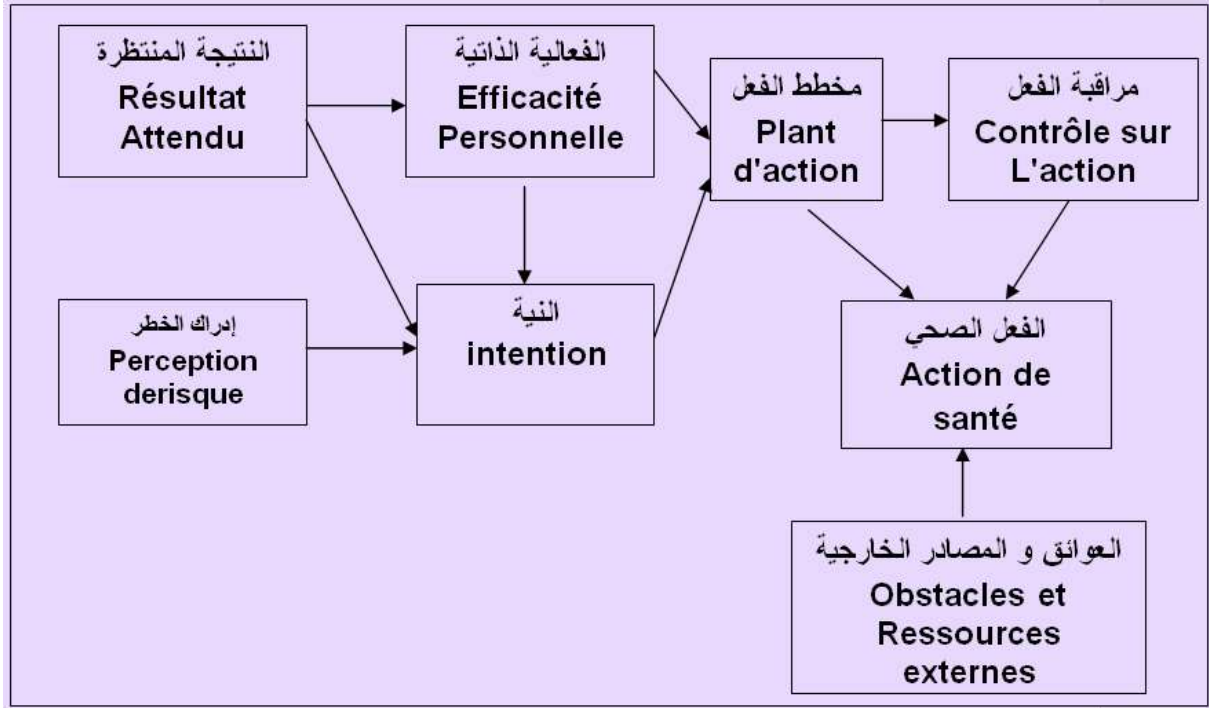 النتيجة المنتظرة
Résultat
Attendu
الفعالية الذاتية
Efficacité
Personnelle
مخطط الفعل
Plant
d'action
مراقبة الفعل
Contrôle sur
L'action
إدراك الخطر
Perception
derisque
النية
intention
الفعل الصحي
Action de
santé
العوائق و المصادر الخارجية
Obstacles et
Ressources
externes